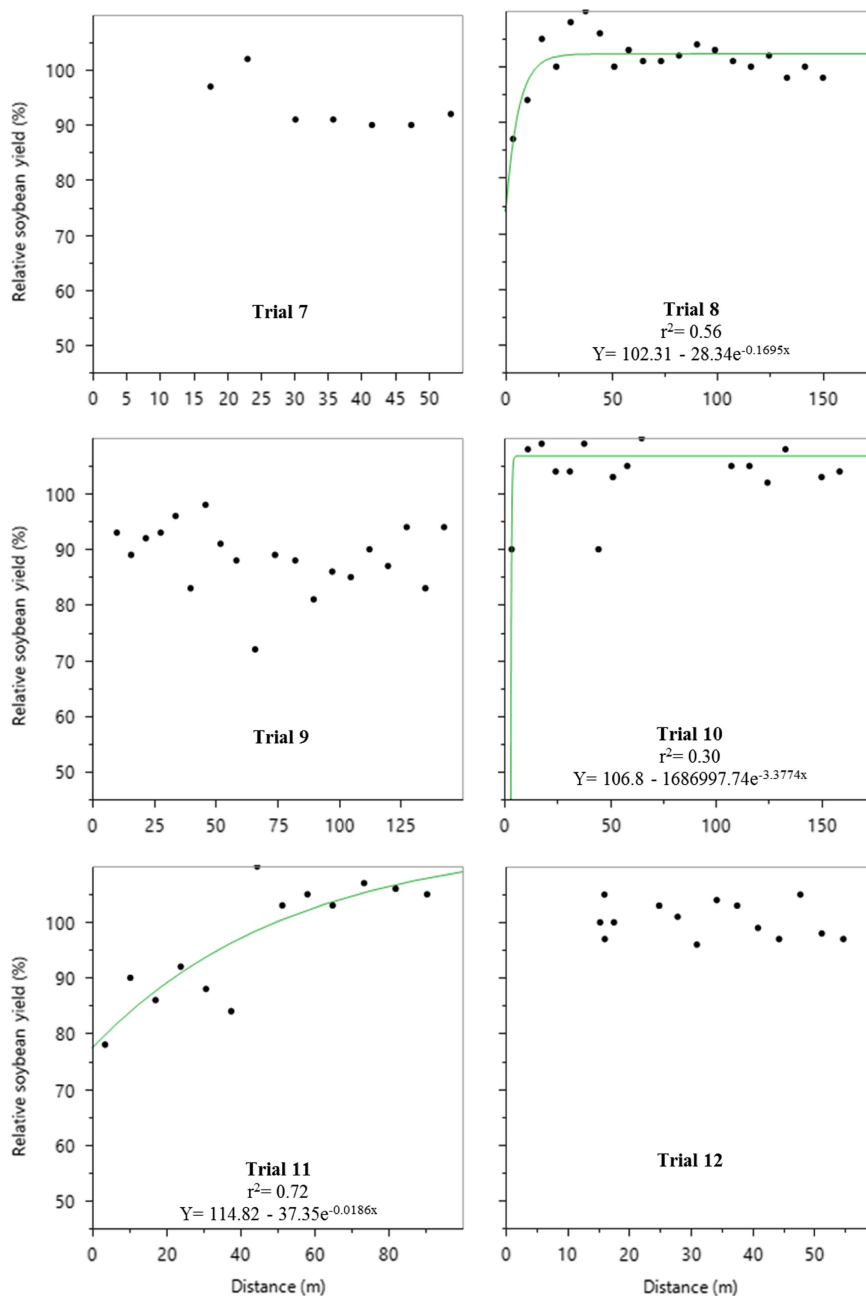 Relative soybean yield (%)
100
90
80
70
60
50
Trial 7
0 5 10 15 20 25 30 35 40 45 50
Trial 8
r²= 0.56
Y= 102.31 - 28.34e^-0.1695x
0 50 100 150
Relative soybean yield (%)
100
90
80
70
60
50
Trial 9
0 25 50 75 100 125
Trial 10
r²= 0.30
Y= 106.8 - 1686997.74e^-3.3774x
0 50 100 150
Relative soybean yield (%)
100
90
80
70
60
50
Trial 11
r²= 0.72
Y= 114.82 - 37.35e^-0.0186x
0 20 40 60 80
Distance (m)
Trial 12
0 10 20 30 40 50
Distance (m)